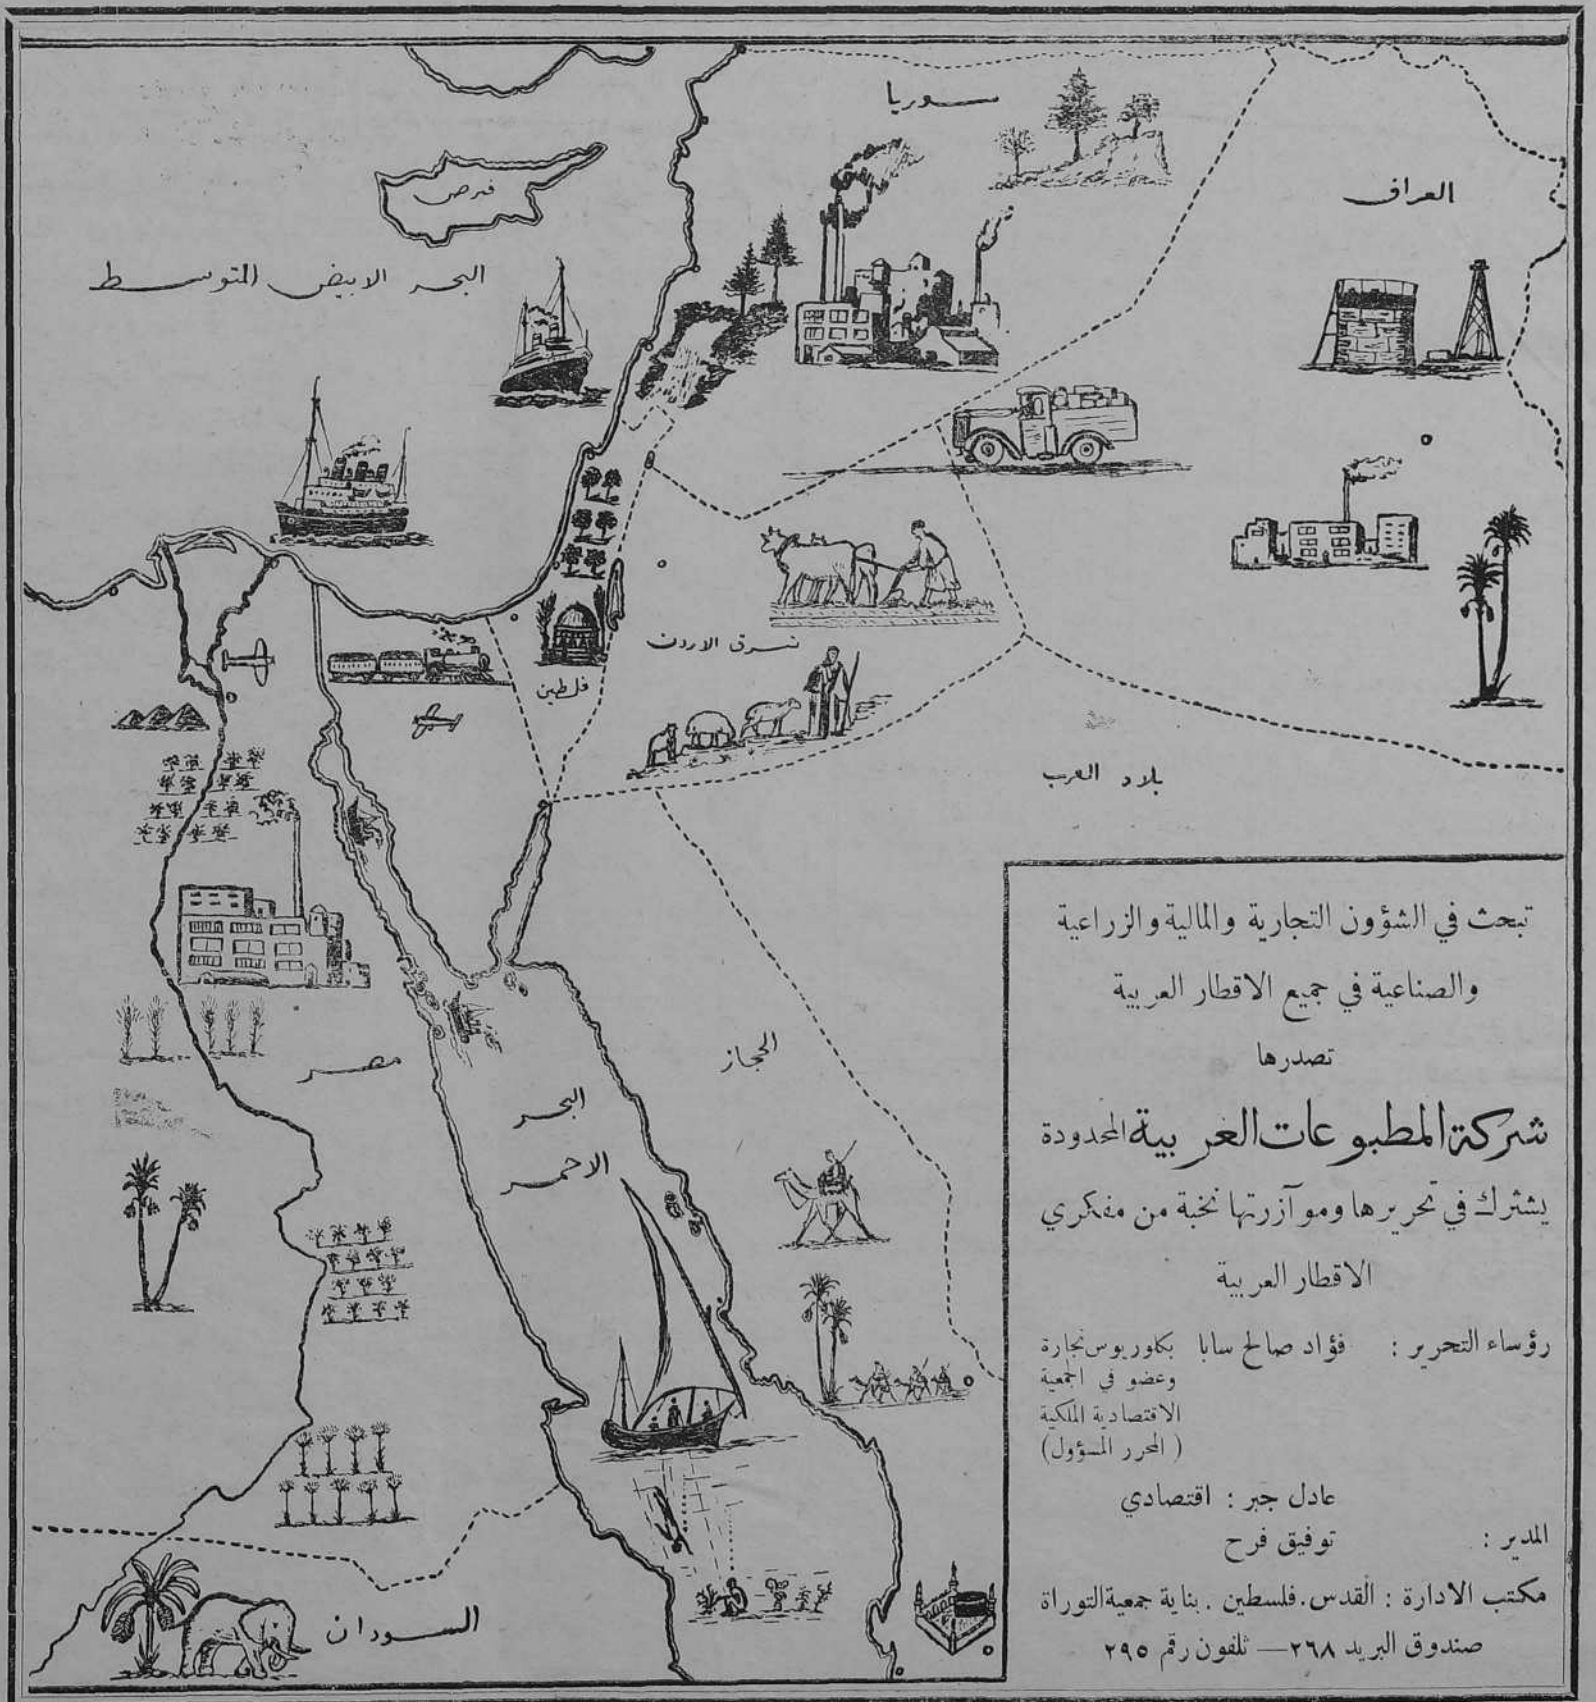 سوريا
العراق
قبرص
البحر الابيض المتوسط
شرق الاردن
فلسطين
بلاد العرب
مصر
الحجاز
البحر
الاحمر
السودان
تبحث في الشؤون التجارية والمالية والزراعية
والصناعية في جميع الاقطار العربية
تصدرها
شركة المطبوعات العربية المحدودة
يشترك في تحريرها وموآزرتها نخبة من مفكري
الاقطار العربية
رؤساء التحرير : فؤاد صالح سابا بكلوريوس تجارة
وعضو في الجمعية
الاقتصادية الملكية
( المحرر المسؤول)
عادل جبر : اقتصادي
المدير : توفيق فرح
مكتب الادارة : القدس. فلسطين . بناية جمعية التوراة
صندوق البريد ٢٦٨ — تلفون رقم ٢٩٥